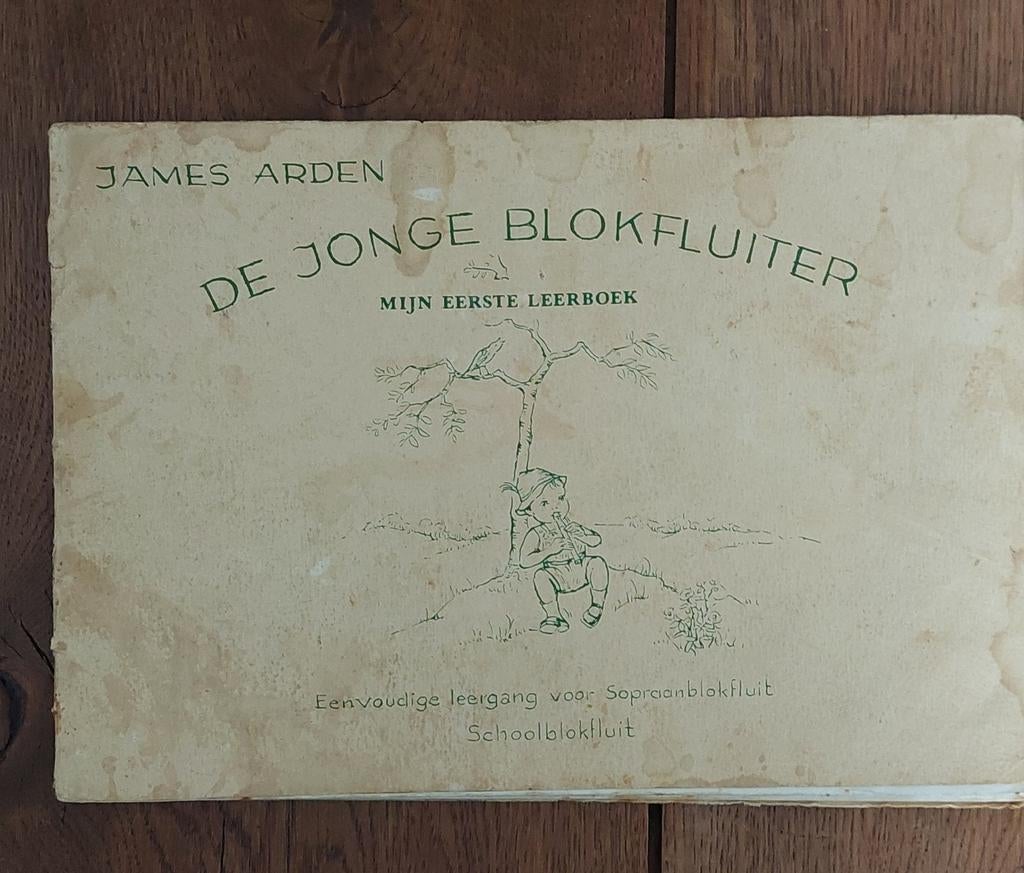 JAMES ARDEN
DE JONGE BLOKFLUITER
MIJN EERSTE LEERBOEK
Eenvoudige leergang voor Sopraanblokfluit
Schoolblokfluit